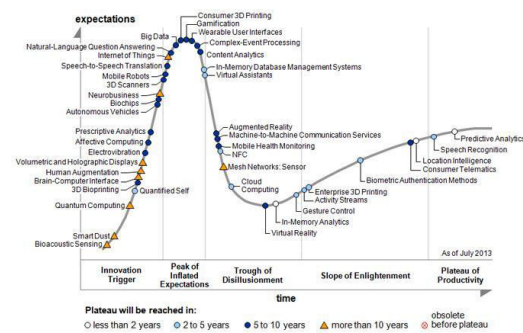 expectations
Consumer 3D Printing
Gamification
Wearable User Interfaces
Big Data
Complex-Event Processing
Natural-Language Question Answering
Content Analytics
Internet of Things
Speech-to-Speech Translation
In-Memory Database Management Systems
Virtual Assistants
Mobile Robots
3D Scanners
Neurobusiness
Biochips
Autonomous Vehicles
Augmented Reality
Machine-to-Machine Communication Services
Mobile Health Monitoring
NFC
Prescriptive Analytics
Affective Computing
Electrovibration
Volumetric and Holographic Displays
Human Augmentation
Brain-Computer Interface
3D Bioprinting
Quantified Self
Mesh Networks: Sensor
Cloud
Computing
Predictive Analytics
Speech Recognition
Location Intelligence
Consumer Telematics
Biometric Authentication Methods
Enterprise 3D Printing
Activity Streams
Gesture Control
In-Memory Analytics
Virtual Reality
Quantum Computing
Smart Dust
Bioacoustic Sensing
As of July 2013
Innovation
Trigger
Peak of
Inflated
Expectations
Trough of
Disillusionment
Slope of Enlightenment
Plateau of
Productivity
time
Plateau will be reached in:
less than 2 years
2 to 5 years
5 to 10 years
more than 10 years
obsolete
before plateau